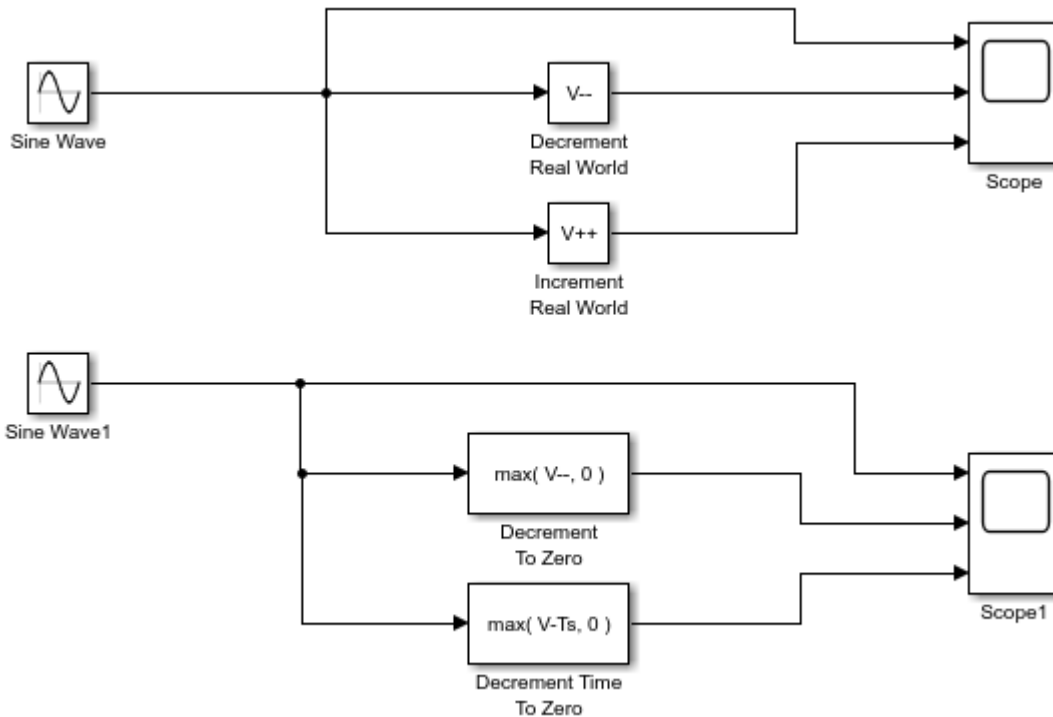 V--
Sine Wave
Decrement
Real World
Scope
V++
Increment
Real World
Sine Wave1
max( V--, 0 )
Decrement
To Zero
max( V-Ts, 0 )
Scope1
Decrement Time
To Zero